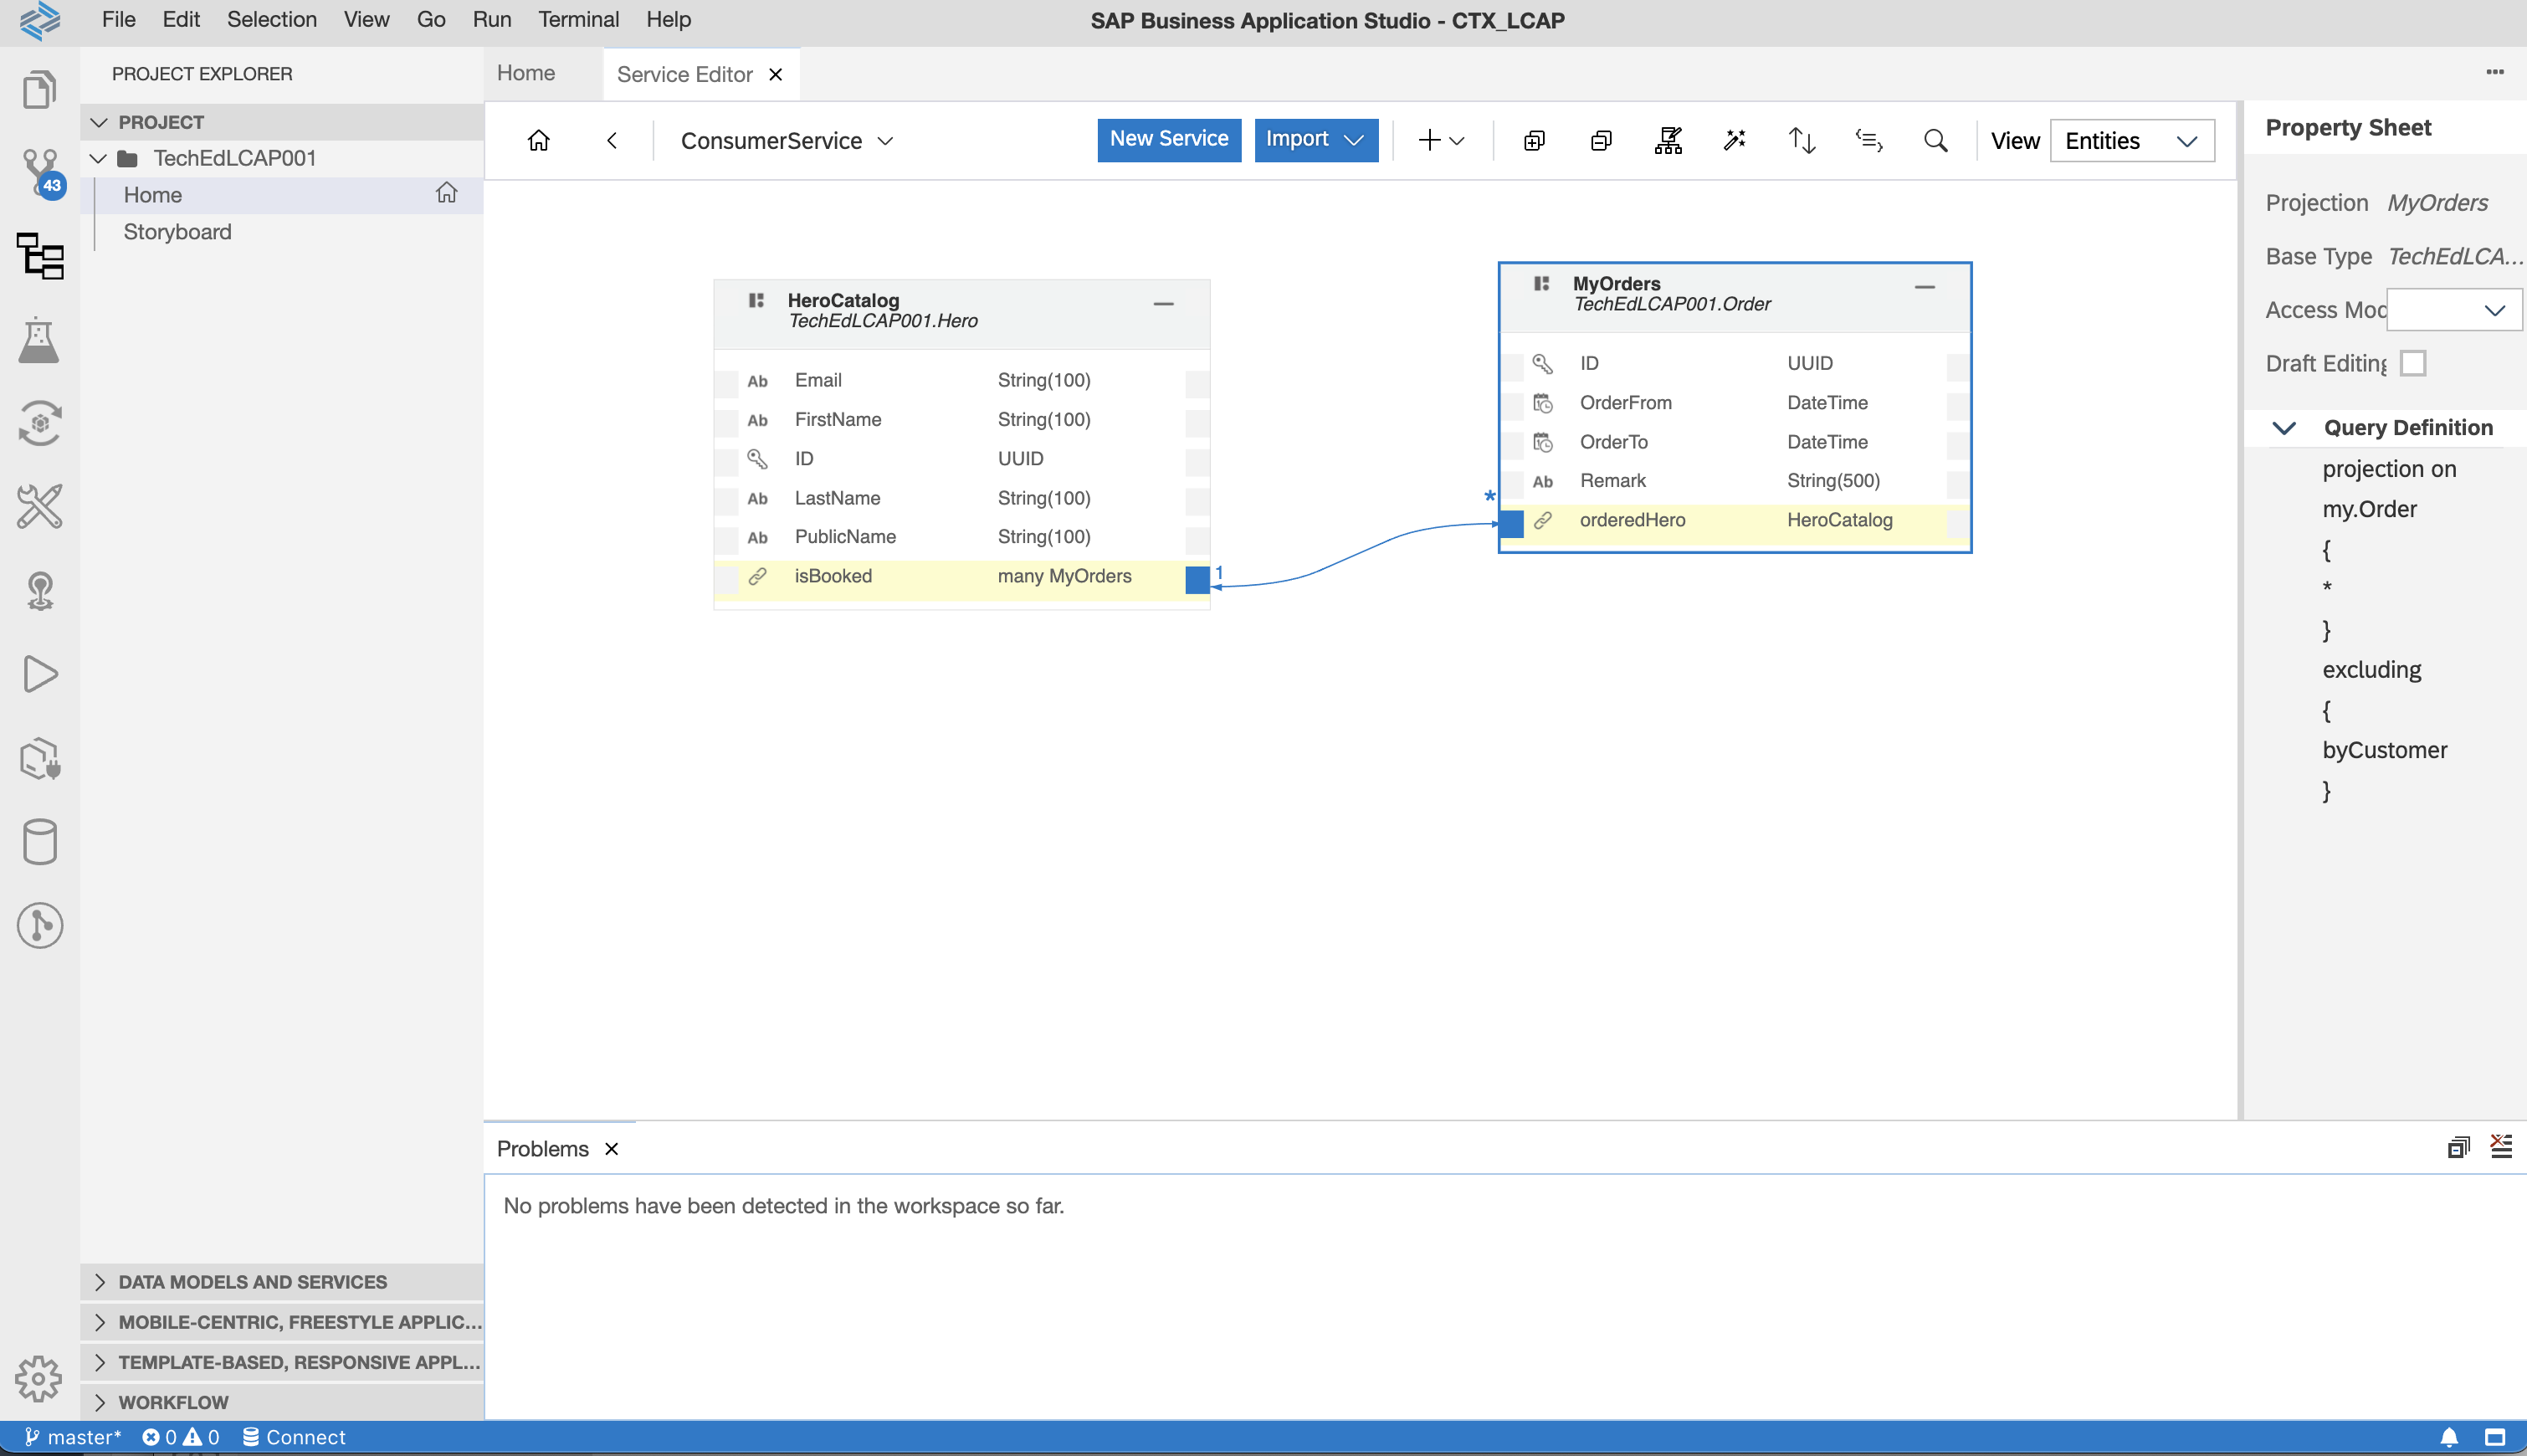 File Edit Selection View Go Run Terminal Help
SAP Business Application Studio - CTX_LCAP
PROJECT EXPLORER
PROJECT
TechEdLCAP001
Home
Storyboard
43
DATA MODELS AND SERVICES
MOBILE-CENTRIC, FREESTYLE APPLIC...
TEMPLATE-BASED, RESPONSIVE APPL...
WORKFLOW
Home
Service Editor
ConsumerService
New Service
Import
View
Entities
HeroCatalog
TechEdLCAP001.Hero
Ab Email String(100)
Ab FirstName String(100)
ID UUID
Ab LastName String(100)
Ab PublicName String(100)
isBooked many MyOrders
1
*
MyOrders
TechEdLCAP001.Order
ID UUID
OrderFrom DateTime
OrderTo DateTime
Ab Remark String(500)
orderedHero HeroCatalog
Property Sheet
Projection MyOrders
Base Type TechEdLCA...
Access Mod
Draft Editing
Query Definition
projection on
my.Order
{
*
}
excluding
{
byCustomer
}
Problems
No problems have been detected in the workspace so far.
master* 0 0 Connect